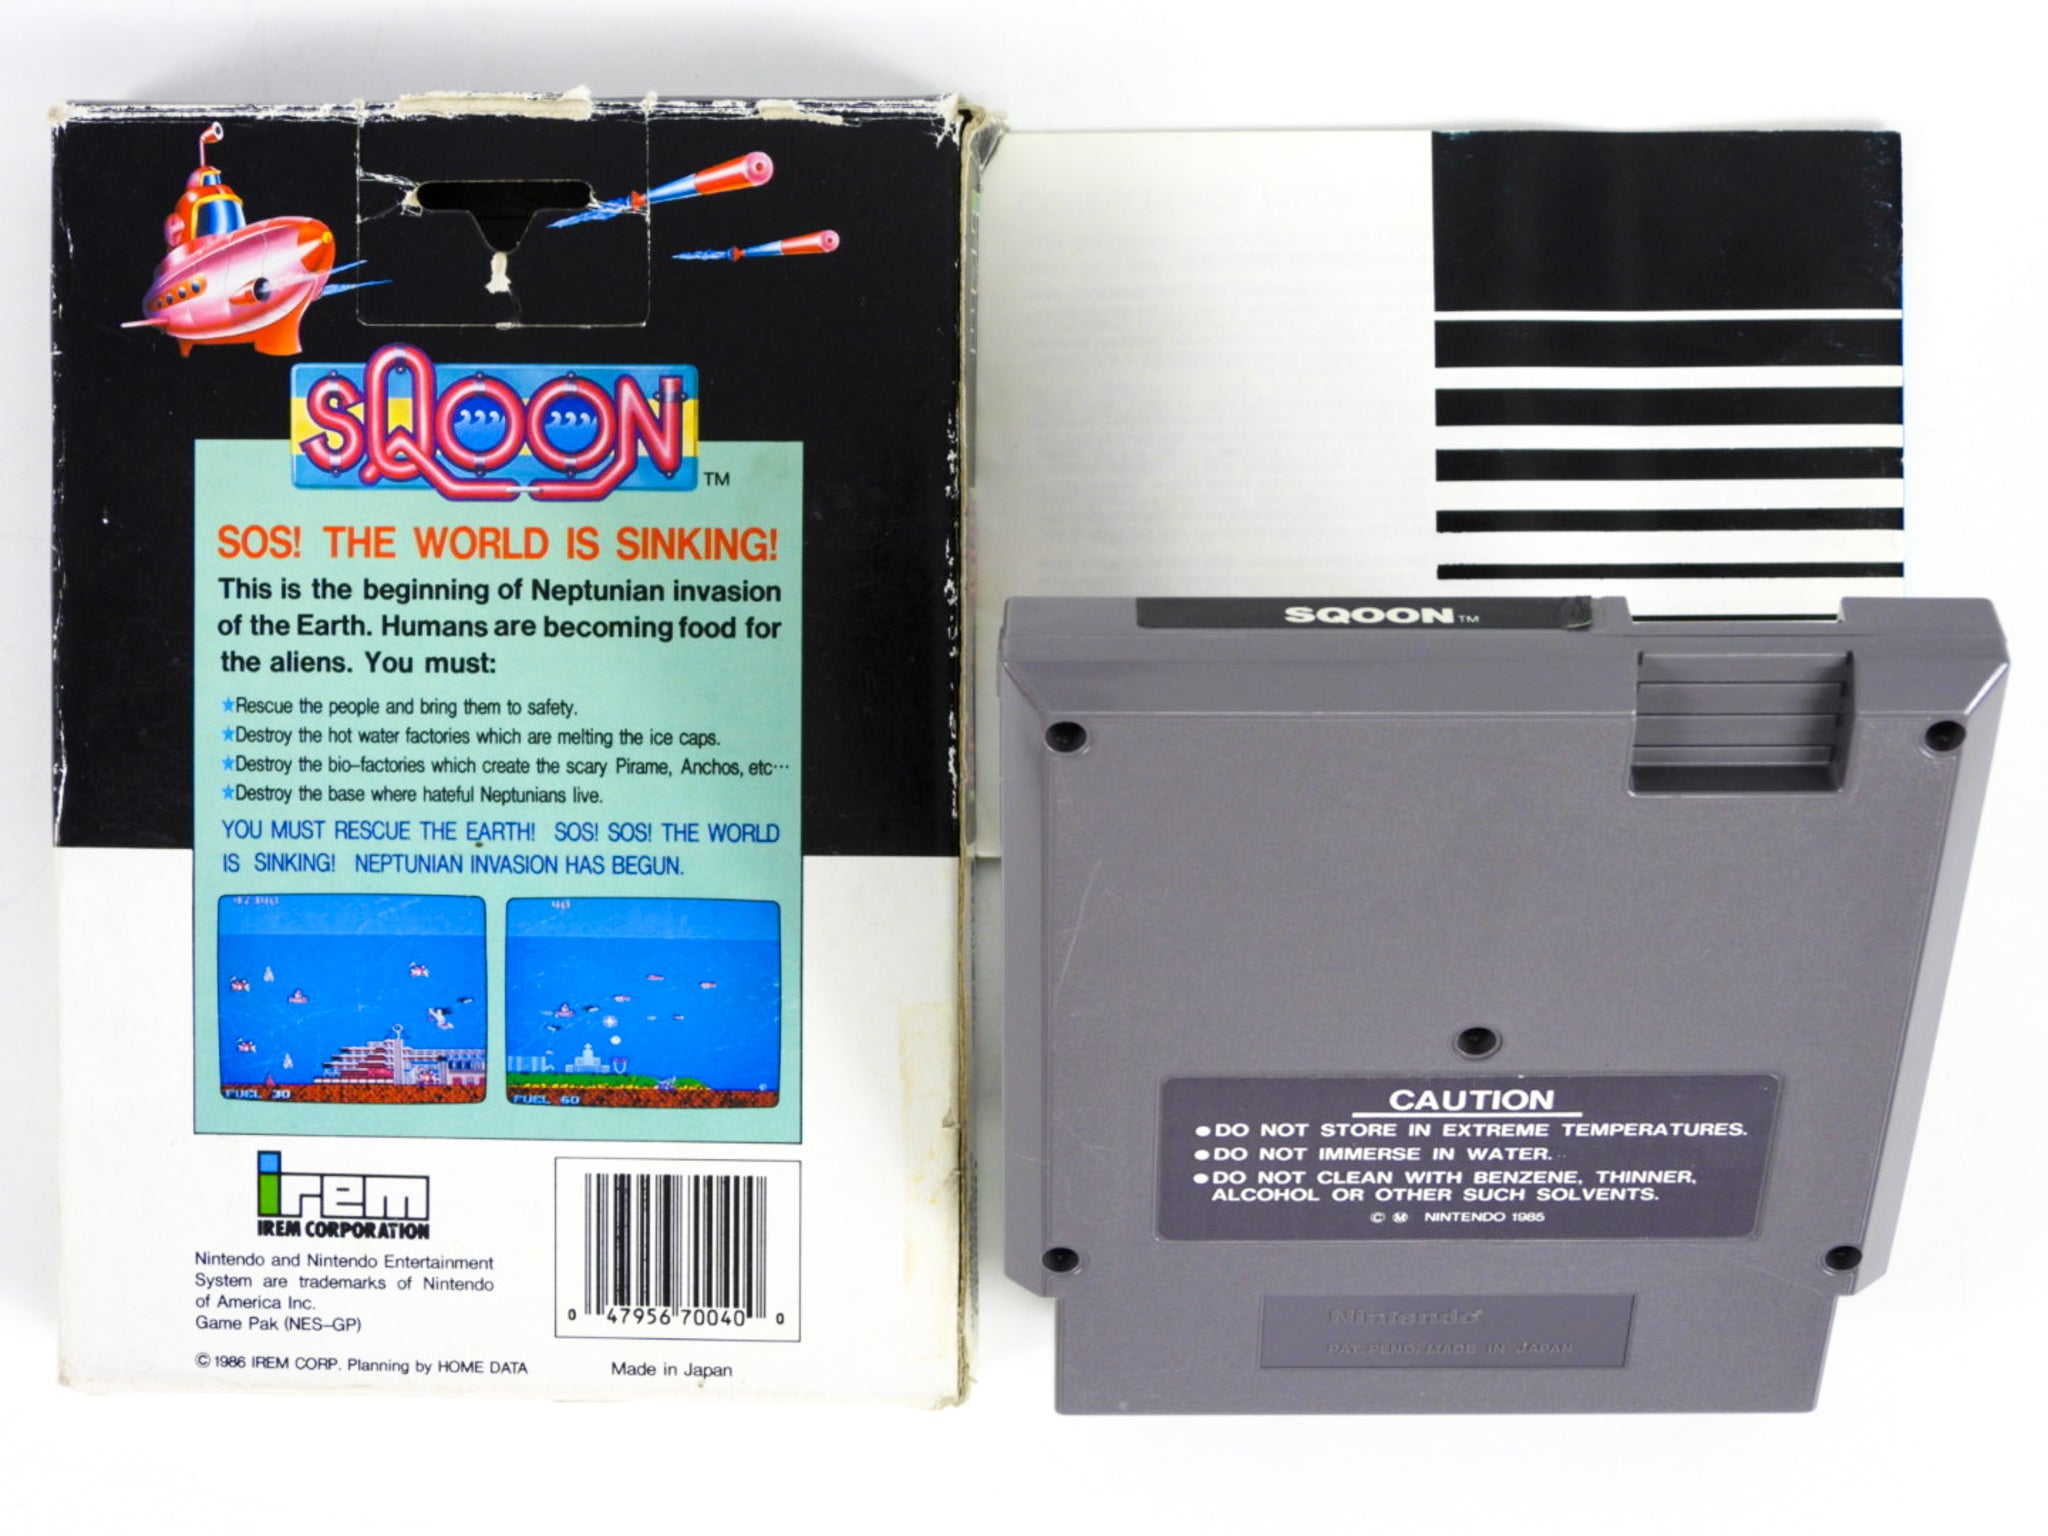 SQOON
TM
SOS! THE WORLD IS SINKING!
This is the beginning of Neptunian invasion
of the Earth. Humans are becoming food for
the aliens. You must:
★Rescue the people and bring them to safety.
★Destroy the hot water factories which are melting the ice caps.
★Destroy the bio-factories which create the scary Pirame, Anchos, etc…
★Destroy the base where hateful Neptunians live.
YOU MUST RESCUE THE EARTH! SOS! SOS! THE WORLD
IS SINKING! NEPTUNIAN INVASION HAS BEGUN.
FUEL 30
FUEL 60
irem
IREM CORPORATION
Nintendo and Nintendo Entertainment
System are trademarks of Nintendo
of America Inc.
Game Pak (NES-GP)
© 1986 IREM CORP. Planning by HOME DATA
0 47956 70040 0
Made in Japan
SQOON TM
CAUTION
●DO NOT STORE IN EXTREME TEMPERATURES.
●DO NOT IMMERSE IN WATER.
●DO NOT CLEAN WITH BENZENE, THINNER,
ALCOHOL OR OTHER SUCH SOLVENTS.
© Ⓜ NINTENDO 1985
Nintendo
PAT. PEND. MADE IN JAPAN